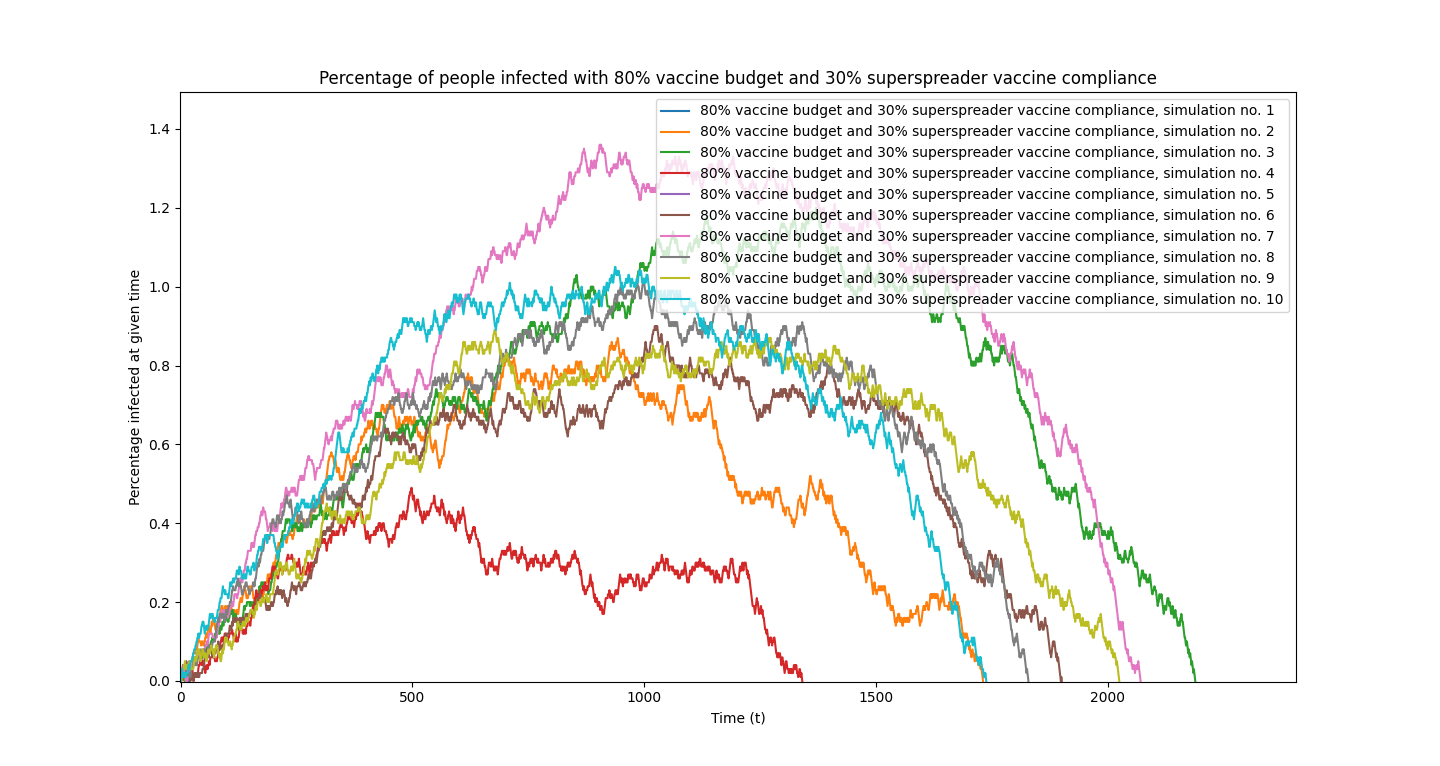 Percentage of people infected with 80% vaccine budget and 30% superspreader vaccine compliance
80% vaccine budget and 30% superspreader vaccine compliance, simulation no. 1
80% vaccine budget and 30% superspreader vaccine compliance, simulation no. 2
80% vaccine budget and 30% superspreader vaccine compliance, simulation no. 3
80% vaccine budget and 30% superspreader vaccine compliance, simulation no. 4
80% vaccine budget and 30% superspreader vaccine compliance, simulation no. 5
80% vaccine budget and 30% superspreader vaccine compliance, simulation no. 6
80% vaccine budget and 30% superspreader vaccine compliance, simulation no. 7
80% vaccine budget and 30% superspreader vaccine compliance, simulation no. 8
80% vaccine budget and 30% superspreader vaccine compliance, simulation no. 9
80% vaccine budget and 30% superspreader vaccine compliance, simulation no. 10
Percentage infected at given time
1.4
1.2
1.0
0.8
0.6
0.4
0.2
0.0
0 500 1000 1500 2000
Time (t)